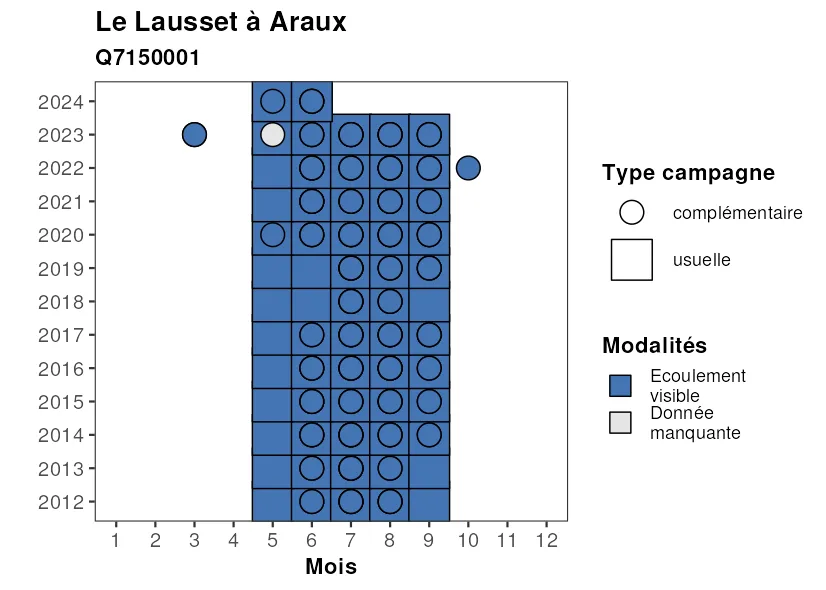 Le Lausset à Araux
Q7150001
2024
2023
2022
2021
2020
2019
2018
2017
2016
2015
2014
2013
2012
1 2 3 4 5 6 7 8 9 10 11 12
Mois
Type campagne
complémentaire
usuelle
Modalités
Ecoulement
visible
Donnée
manquante